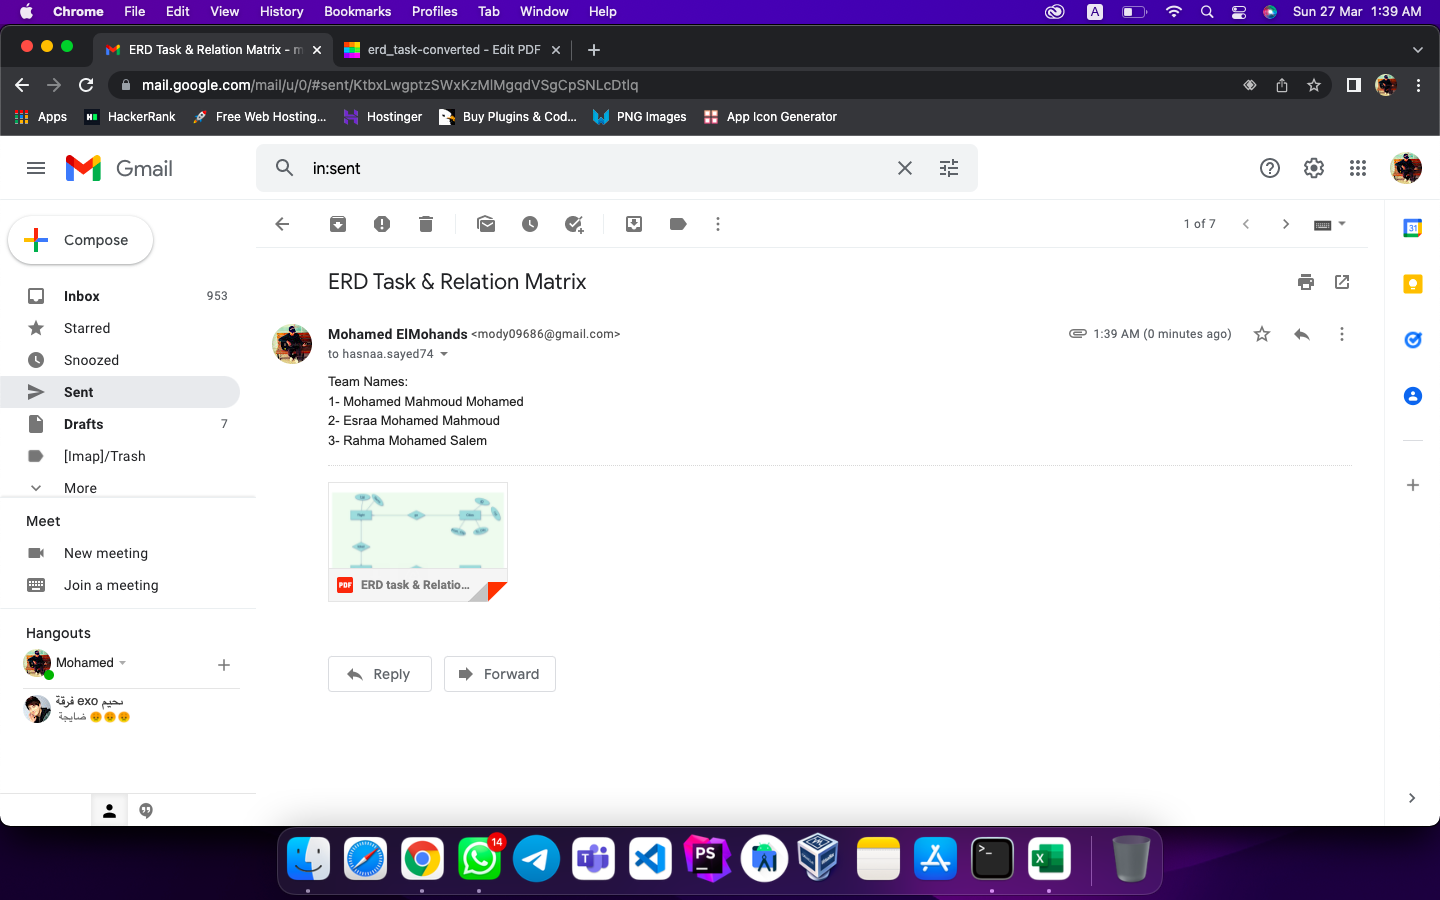 Chrome File Edit View History Bookmarks Profiles Tab Window Help A Sun 27 Mar 1:39 AM
ERD Task & Relation Matrix - m
erd_task-converted - Edit PDF
mail.google.com/mail/u/0/#sent/KtbxLwgptzSWxKzMlMgqdVSgCpSNLcDtlq
Apps HackerRank Free Web Hosting... Hostinger Buy Plugins & Cod... PNG Images App Icon Generator
Gmail
in:sent
Compose
1 of 7
31
ERD Task & Relation Matrix
Inbox 953
Starred
Snoozed
Sent
Drafts 7
[Imap]/Trash
More
Mohamed ElMohands <mody09686@gmail.com>
1:39 AM (0 minutes ago)
to hasnaa.sayed74
Team Names:
1- Mohamed Mahmoud Mohamed
2- Esraa Mohamed Mahmoud
3- Rahma Mohamed Salem
PDF ERD task & Relatio...
Reply
Forward
Meet
New meeting
Join a meeting
Hangouts
Mohamed
فرقة exo
ضايجة 😡😡😡
14
T
PS
>_
X